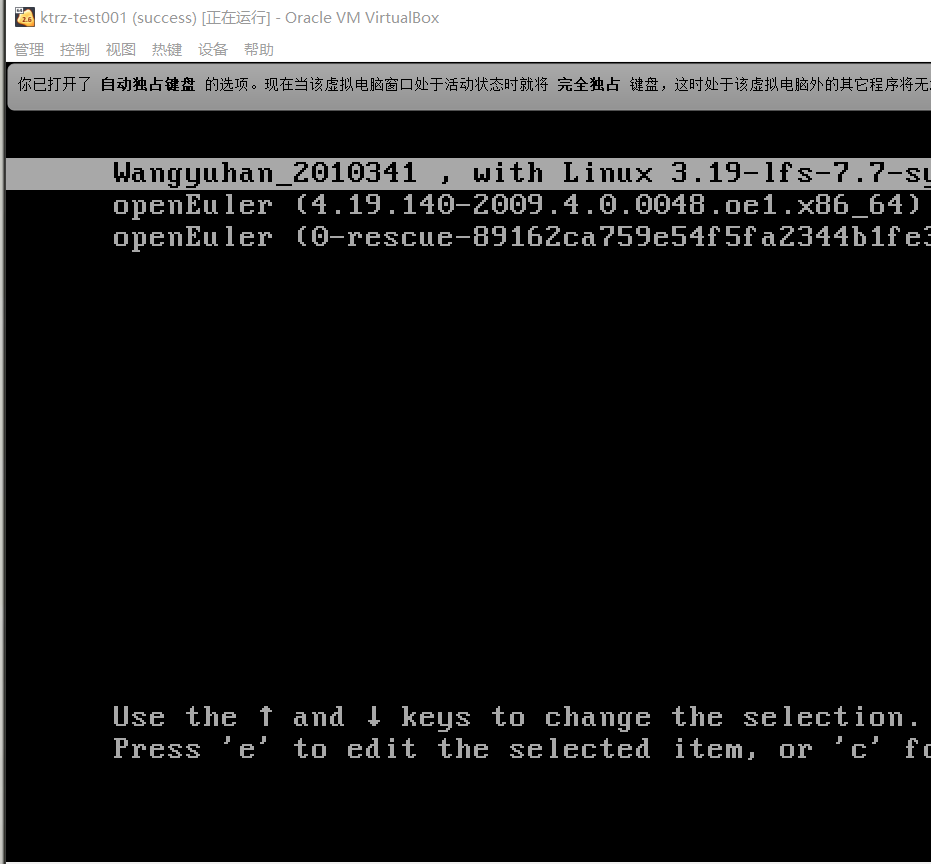 ktrz-test001 (success) [正在运行] - Oracle VM VirtualBox
管理 控制 视图 热键 设备 帮助
你已打开了 自动独占键盘 的选项。现在当该虚拟电脑窗口处于活动状态时就将 完全独占 键盘，这时处于该虚拟电脑外的其它程序将无
Wangyuhan_2010341 , with Linux 3.19-lfs-7.7-sy
openEuler (4.19.140-2009.4.0.0048.oe1.x86_64)
openEuler (0-rescue-89162ca759e54f5fa2344b1fe3
Use the ↑ and ↓ keys to change the selection.
Press 'e' to edit the selected item, or 'c' fo